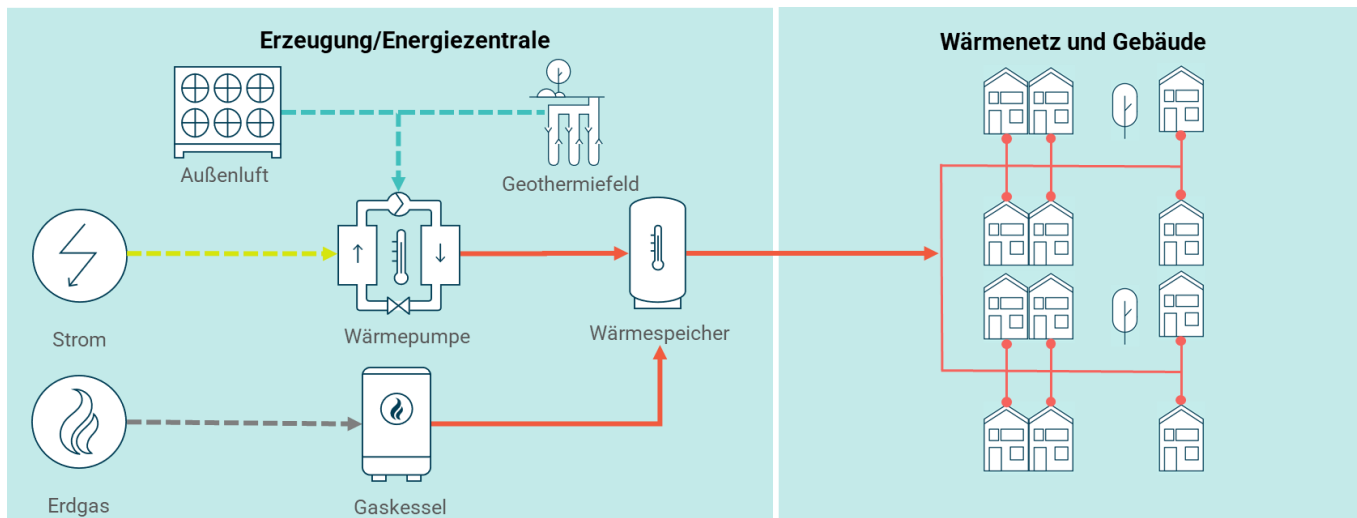 Erzeugung/Energiezentrale
Wärmenetz und Gebäude
Außenluft
Geothermiefeld
Strom
Wärmepumpe
Wärmespeicher
Erdgas
Gaskessel